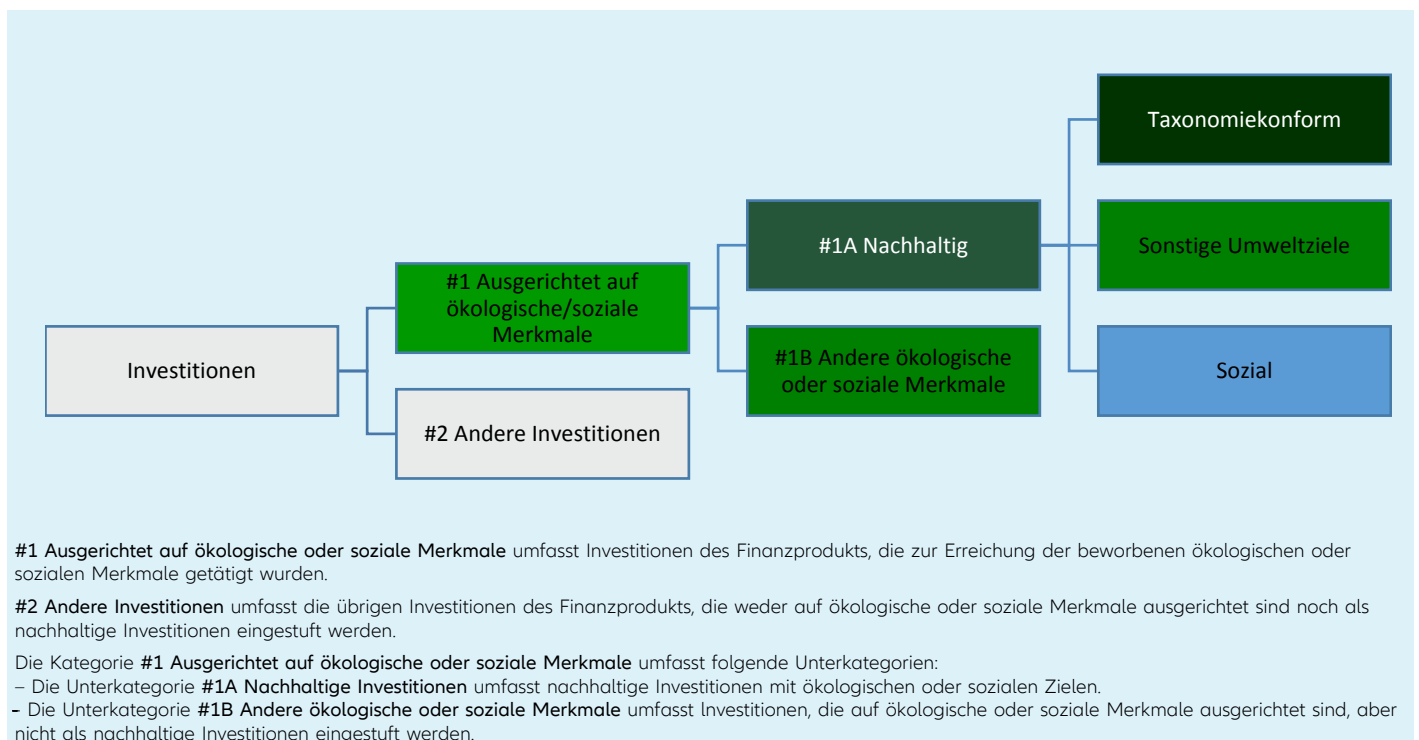 Taxonomiekonform
#1A Nachhaltig
Sonstige Umweltziele
#1 Ausgerichtet auf
ökologische/soziale
Merkmale
Investitionen
#1B Andere ökologische
oder soziale Merkmale
Sozial
#2 Andere Investitionen
#1 Ausgerichtet auf ökologische oder soziale Merkmale umfasst Investitionen des Finanzprodukts, die zur Erreichung der beworbenen ökologischen oder
sozialen Merkmale getätigt wurden.
#2 Andere Investitionen umfasst die übrigen Investitionen des Finanzprodukts, die weder auf ökologische oder soziale Merkmale ausgerichtet sind noch als
nachhaltige Investitionen eingestuft werden.
Die Kategorie #1 Ausgerichtet auf ökologische oder soziale Merkmale umfasst folgende Unterkategorien:
– Die Unterkategorie #1A Nachhaltige Investitionen umfasst nachhaltige Investitionen mit ökologischen oder sozialen Zielen.
- Die Unterkategorie #1B Andere ökologische oder soziale Merkmale umfasst lnvestitionen, die auf ökologische oder soziale Merkmale ausgerichtet sind, aber
nicht als nachhaltige Investitionen eingestuft werden.